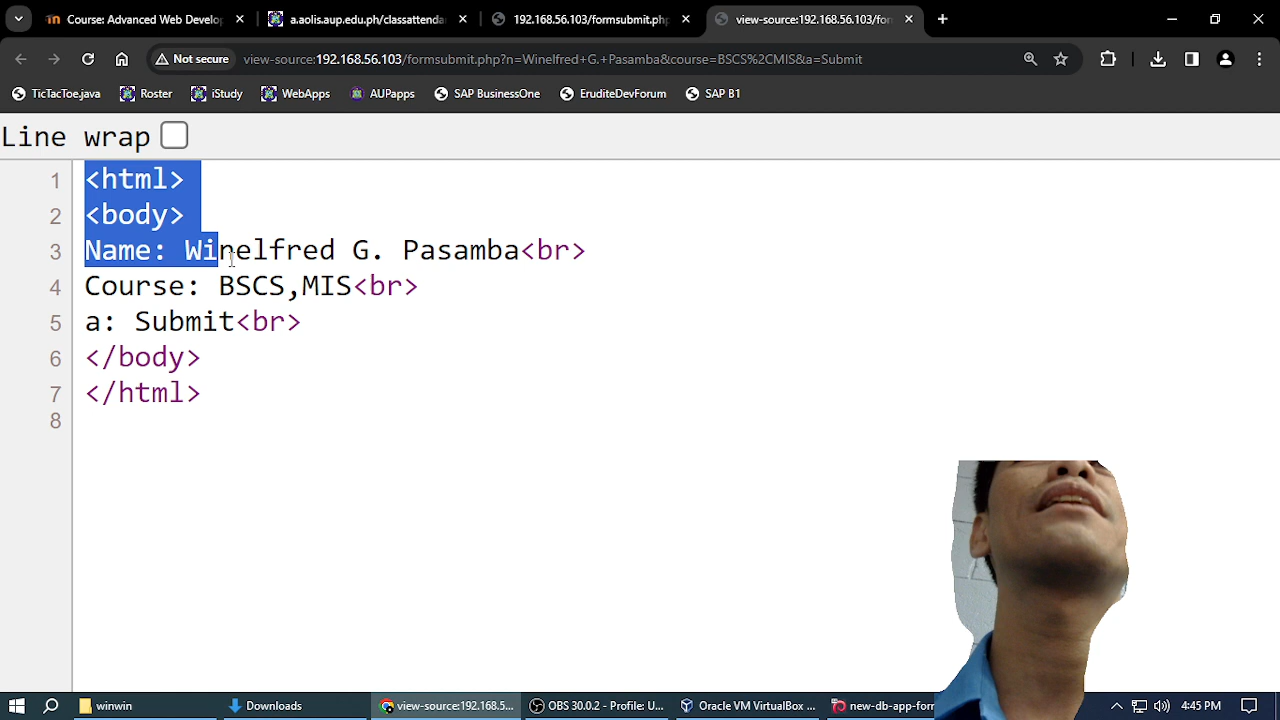 Course: Advanced Web Develop
a.aolis.aup.edu.ph/classattendar
192.168.56.103/formsubmit.php
view-source:192.168.56.103/forn
Not secure
view-source:192.168.56.103/formsubmit.php?n=Winelfred+G.+Pasamba&course=BSCS%2CMIS&a=Submit
TicTacToe.java
Roster
iStudy
WebApps
AUPapps
SAP BusinessOne
EruditeDevForum
SAP B1
Line wrap
1 <html>
2 <body>
3 Name: Winelfred G. Pasamba<br>
4 Course: BSCS,MIS<br>
5 a: Submit<br>
6 </body>
7 </html>
8
winwin
Downloads
view-source:192.168.5...
OBS 30.0.2 - Profile: U...
Oracle VM VirtualBox ...
new-db-app-for
4:45 PM